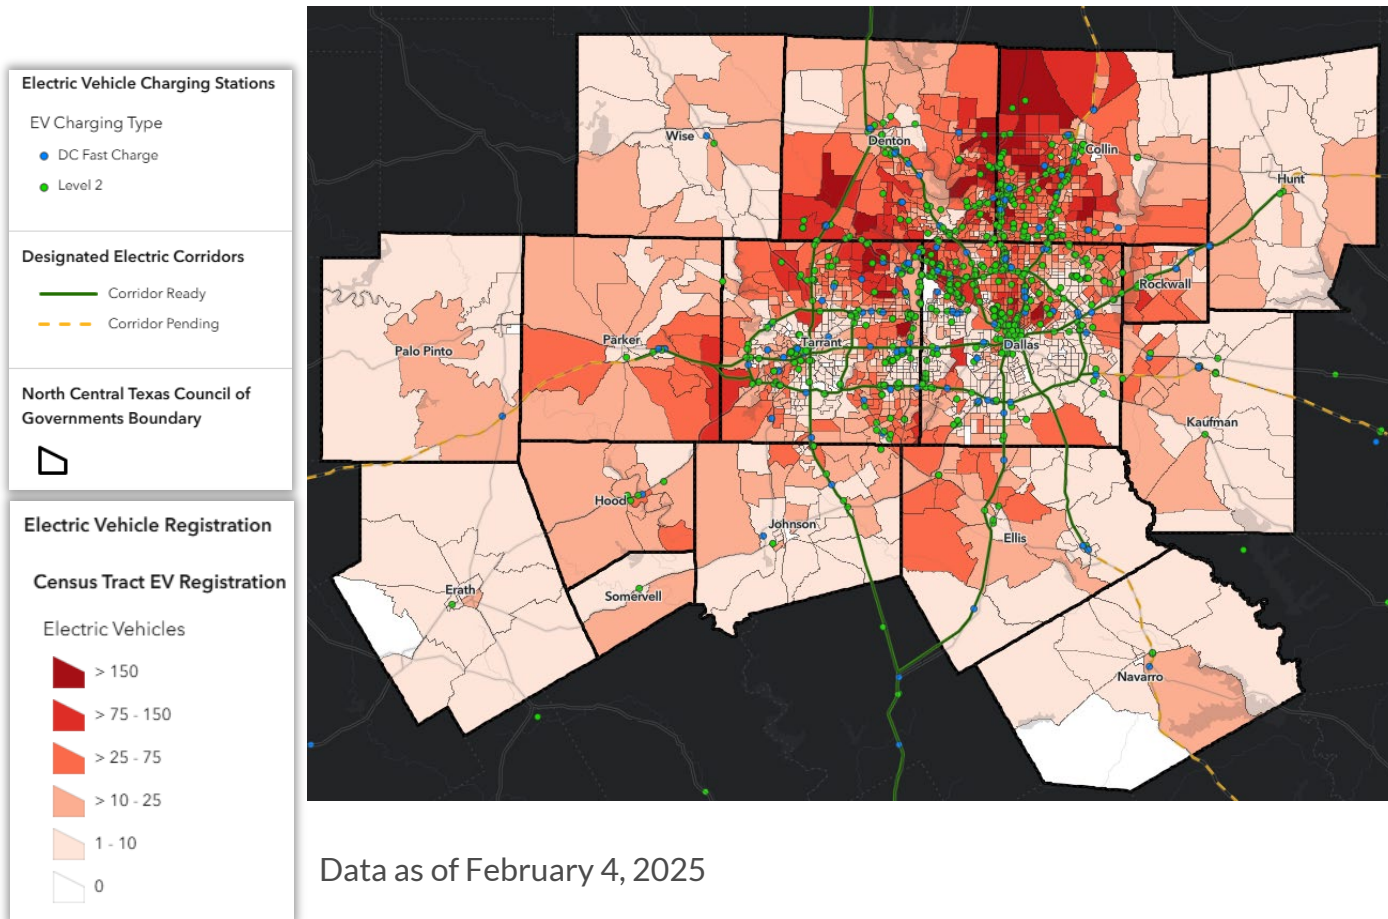 Electric Vehicle Charging Stations
EV Charging Type
DC Fast Charge
Level 2
Designated Electric Corridors
Corridor Ready
Corridor Pending
North Central Texas Council of
Governments Boundary
Electric Vehicle Registration
Census Tract EV Registration
Electric Vehicles
> 150
> 75 - 150
> 25 - 75
> 10 - 25
1 - 10
0
Wise
Denton
Collin
Hunt
Palo Pinto
Parker
Tarrant
Dallas
Rockwall
Kaufman
Hood
Johnson
Ellis
Erath
Somervell
Navarro
Data as of February 4, 2025